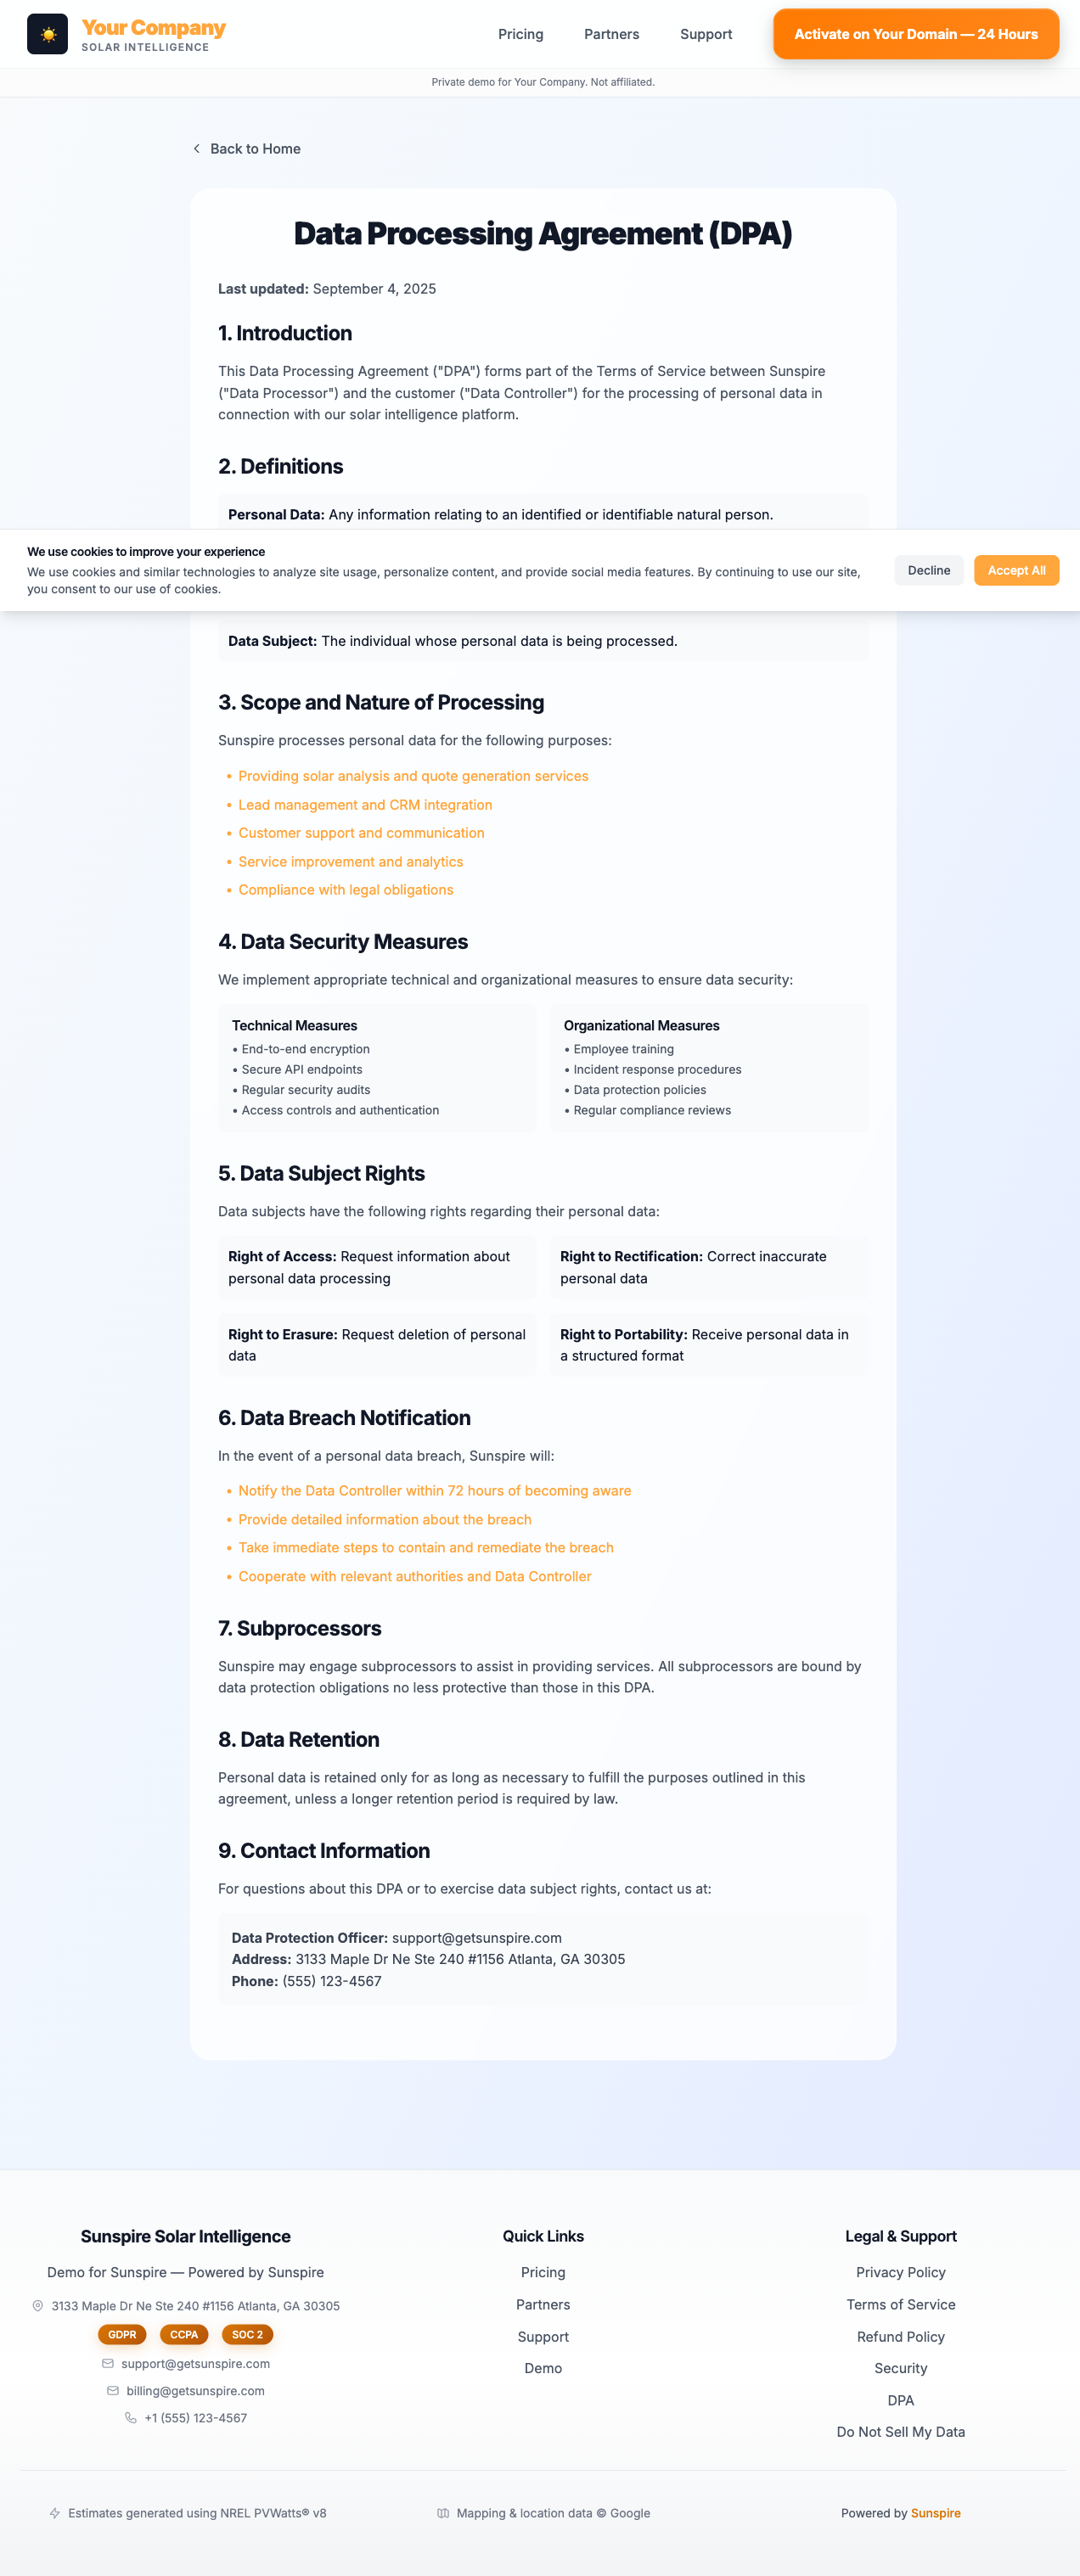 Your Company
SOLAR INTELLIGENCE
Pricing
Partners
Support
Activate on Your Domain — 24 Hours
Private demo for Your Company. Not affiliated.
Back to Home
Data Processing Agreement (DPA)
Last updated: September 4, 2025
1. Introduction
This Data Processing Agreement ("DPA") forms part of the Terms of Service between Sunspire
("Data Processor") and the customer ("Data Controller") for the processing of personal data in
connection with our solar intelligence platform.
2. Definitions
Personal Data: Any information relating to an identified or identifiable natural person.
We use cookies to improve your experience
We use cookies and similar technologies to analyze site usage, personalize content, and provide social media features. By continuing to use our site,
you consent to our use of cookies.
Decline
Accept All
Data Subject: The individual whose personal data is being processed.
3. Scope and Nature of Processing
Sunspire processes personal data for the following purposes:
• Providing solar analysis and quote generation services
• Lead management and CRM integration
• Customer support and communication
• Service improvement and analytics
• Compliance with legal obligations
4. Data Security Measures
We implement appropriate technical and organizational measures to ensure data security:
Technical Measures
• End-to-end encryption
• Secure API endpoints
• Regular security audits
• Access controls and authentication
Organizational Measures
• Employee training
• Incident response procedures
• Data protection policies
• Regular compliance reviews
5. Data Subject Rights
Data subjects have the following rights regarding their personal data:
Right of Access: Request information about
personal data processing
Right to Rectification: Correct inaccurate
personal data
Right to Erasure: Request deletion of personal
data
Right to Portability: Receive personal data in
a structured format
6. Data Breach Notification
In the event of a personal data breach, Sunspire will:
• Notify the Data Controller within 72 hours of becoming aware
• Provide detailed information about the breach
• Take immediate steps to contain and remediate the breach
• Cooperate with relevant authorities and Data Controller
7. Subprocessors
Sunspire may engage subprocessors to assist in providing services. All subprocessors are bound by
data protection obligations no less protective than those in this DPA.
8. Data Retention
Personal data is retained only for as long as necessary to fulfill the purposes outlined in this
agreement, unless a longer retention period is required by law.
9. Contact Information
For questions about this DPA or to exercise data subject rights, contact us at:
Data Protection Officer: support@getsunspire.com
Address: 3133 Maple Dr Ne Ste 240 #1156 Atlanta, GA 30305
Phone: (555) 123-4567
Sunspire Solar Intelligence
Demo for Sunspire — Powered by Sunspire
3133 Maple Dr Ne Ste 240 #1156 Atlanta, GA 30305
GDPR
CCPA
SOC 2
support@getsunspire.com
billing@getsunspire.com
+1 (555) 123-4567
Quick Links
Pricing
Partners
Support
Demo
Legal & Support
Privacy Policy
Terms of Service
Refund Policy
Security
DPA
Do Not Sell My Data
Estimates generated using NREL PVWatts® v8
Mapping & location data © Google
Powered by Sunspire